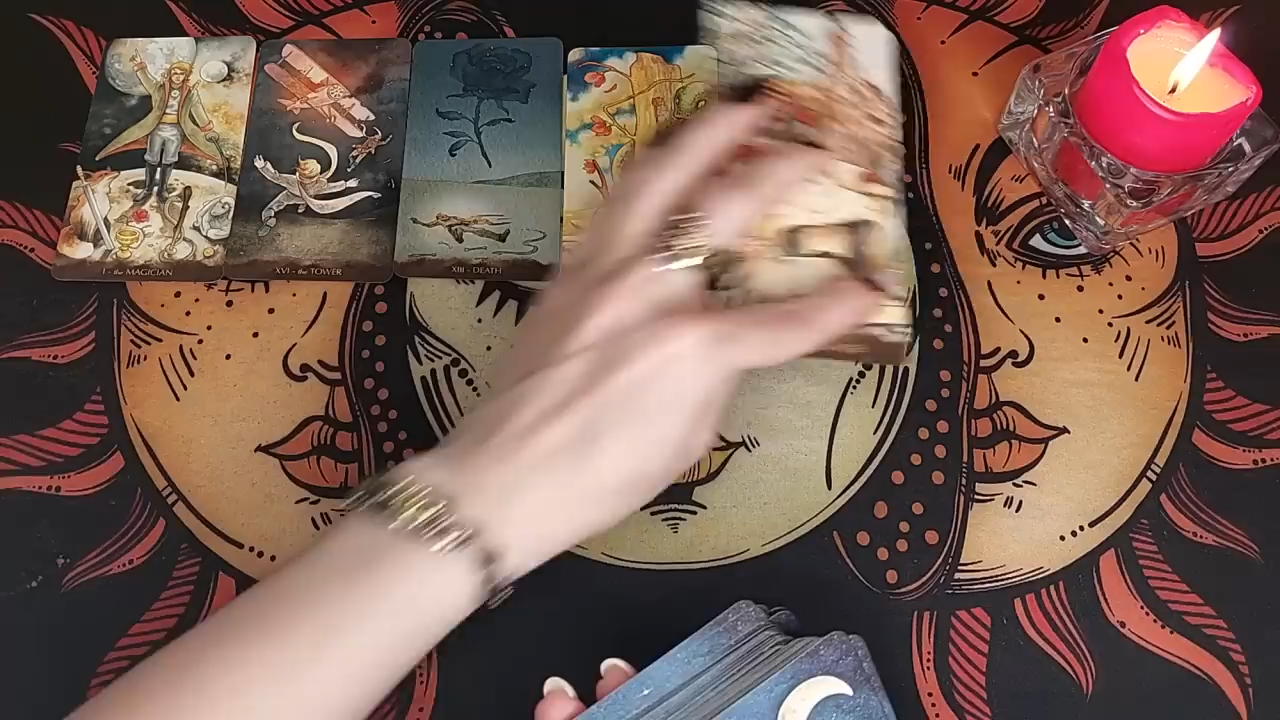 I - the MAGICIAN
XVI - the TOWER
XIII - DEATH